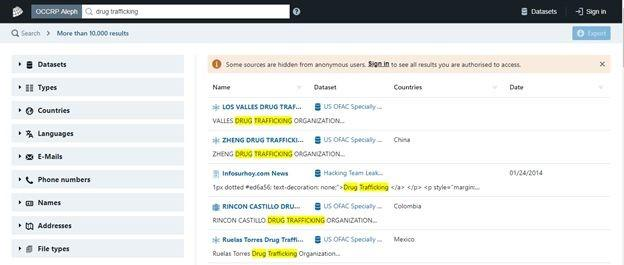 OCCRP Aleph drug trafficking Datasets Sign in
Search More than 10,000 results Export
Datasets
Types
Countries
Languages
E-Mails
Phone numbers
Names
Addresses
File types
Some sources are hidden from anonymous users. Sign in to see all results you are authorised to access.
Name Dataset Countries Date
LOS VALLES DRUG TRAF... US OFAC Specially ...
VALLES DRUG TRAFFICKING ORGANIZATION...
ZHENG DRUG TRAFFICKI... US OFAC Specially ... China
ZHENG DRUG TRAFFICKING ORGANIZATION...
Infosurhoy.com News Hacking Team Leak... 01/24/2014
1px dotted #ed6a56; text-decoration: none;">Drug Trafficking </a> </p> <p style="margin:...
RINCON CASTILLO DRU... US OFAC Specially ... Colombia
RINCON CASTILLO DRUG TRAFFICKING ORGANIZATION...
Ruelas Torres Drug Traffi... US OFAC Specially ... Mexico
Ruelas Torres Drug Trafficking Organization...